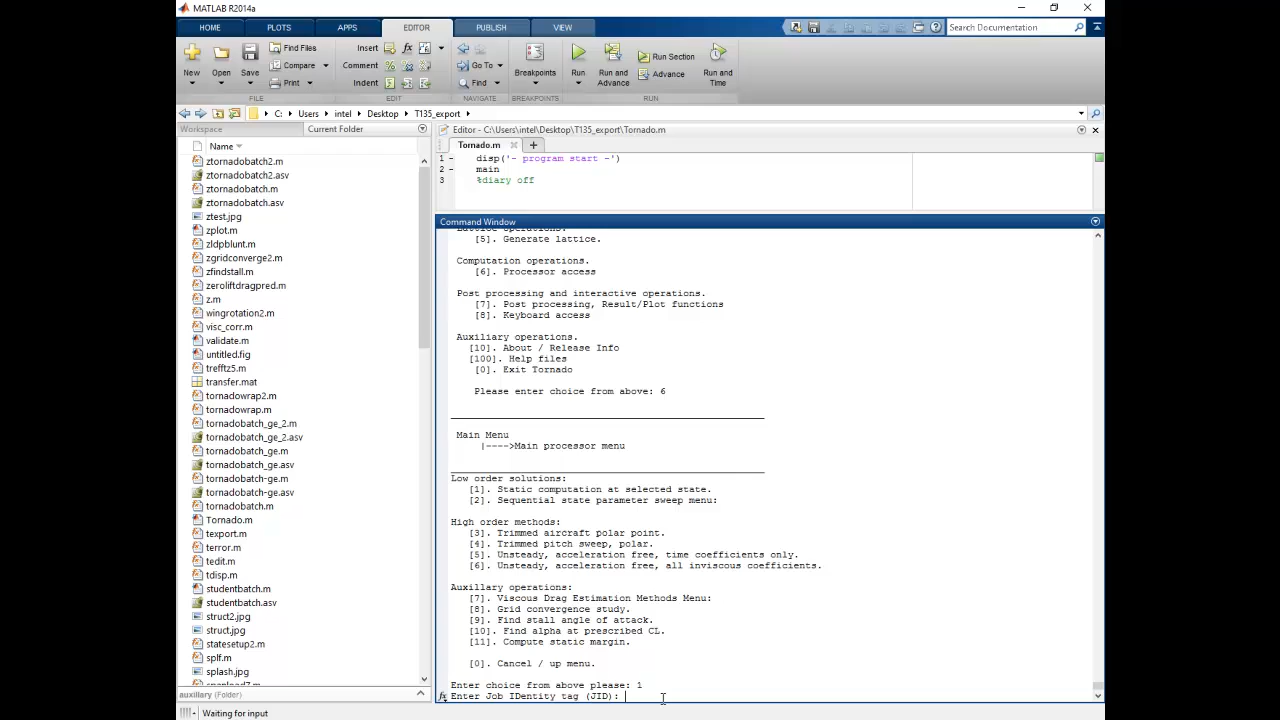 MATLAB R2014a
HOME PLOTS APPS EDITOR PUBLISH VIEW
Search Documentation
New Open Save Find Files Compare Print
Insert Comment Indent
Go To Find
Breakpoints
Run Run and Advance Run Section Advance Run and Time
FILE EDIT NAVIGATE BREAKPOINTS RUN
C: Users intel Desktop T135_export
Workspace Current Folder
Name
ztornadobatch2.m
ztornadobatch2.asv
ztornadobatch.m
ztornadobatch.asv
ztest.jpg
zplot.m
zldpblunt.m
zgridconverge2.m
zfindstall.m
zeroliftdragpred.m
z.m
wingrotation2.m
visc_corr.m
validate.m
untitled.fig
trefftz5.m
transfer.mat
tornadowrap2.m
tornadowrap.m
tornadobatch_ge_2.m
tornadobatch_ge_2.asv
tornadobatch_ge.m
tornadobatch_ge.asv
tornadobatch-ge.m
tornadobatch-ge.asv
tornadobatch.m
Tornado.m
texport.m
terror.m
tedit.m
tdisp.m
studentbatch.m
studentbatch.asv
struct2.jpg
struct.jpg
statesetup2.m
splf.m
splash.jpg
auxiliary (Folder)
Waiting for input
Editor - C:\Users\intel\Desktop\T135_export\Tornado.m
Tornado.m
1 - disp('- program start -')
2 - main
3 %diary off
Command Window
[5]. Generate lattice.
Computation operations.
[6]. Processor access
Post processing and interactive operations.
[7]. Post processing, Result/Plot functions
[8]. Keyboard access
Auxiliary operations.
[10]. About / Release Info
[100]. Help files
[0]. Exit Tornado
Please enter choice from above: 6
Main Menu
|---->Main processor menu
Low order solutions:
[1]. Static computation at selected state.
[2]. Sequential state parameter sweep menu:
High order methods:
[3]. Trimmed aircraft polar point.
[4]. Trimmed pitch sweep, polar.
[5]. Unsteady, acceleration free, time coefficients only.
[6]. Unsteady, acceleration free, all inviscous coefficients.
Auxillary operations:
[7]. Viscous Drag Estimation Methods Menu:
[8]. Grid convergence study.
[9]. Find stall angle of attack.
[10]. Find alpha at prescribed CL.
[11]. Compute static margin.
[0]. Cancel / up menu.
Enter choice from above please: 1
fx Enter Job IDentity tag (JID):